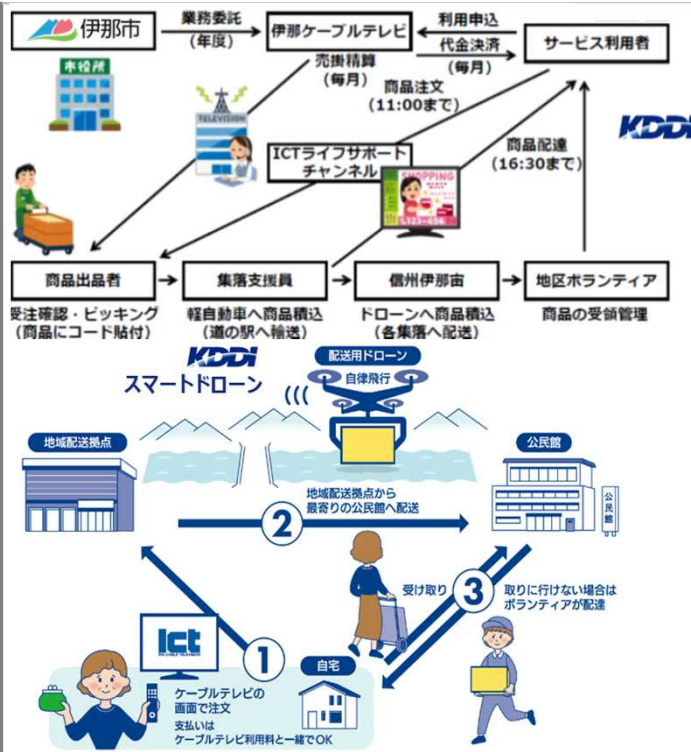 伊那市
業務委託
(年度)
伊那ケーブルテレビ
利用申込
代金決済
(毎月)
サービス利用者
市役所
売掛精算
(毎月)
商品注文
(11:00まで)
TELEVISION
ICTライフサポート
チャンネル
SHOPPING
商品配達
(16:30まで)
KDDI
商品出品者
集落支援員
信州伊那宙
地区ボランティア
受注確認・ピッキング
(商品にコード貼付)
軽自動車へ商品積込
(道の駅へ輸送)
ドローンへ商品積込
(各集落へ配送)
商品の受領管理
KDDI
スマートドローン
配送用ドローン
自律飛行
地域配送拠点
公民館
公民館
2
地域配送拠点から
最寄りの公民館へ配送
受け取り
3
取りに行けない場合は
ボランティアが配達
1
Ict
自宅
ケーブルテレビの
画面で注文
支払いは
ケーブルテレビ利用料と一緒でOK